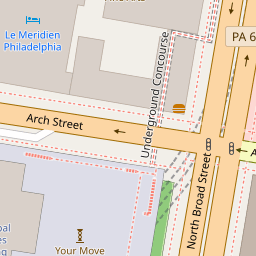 Le Meridien
Philadelphia
PA 6
Underground Concourse
Arch Street
North Broad Street
A
Your Move